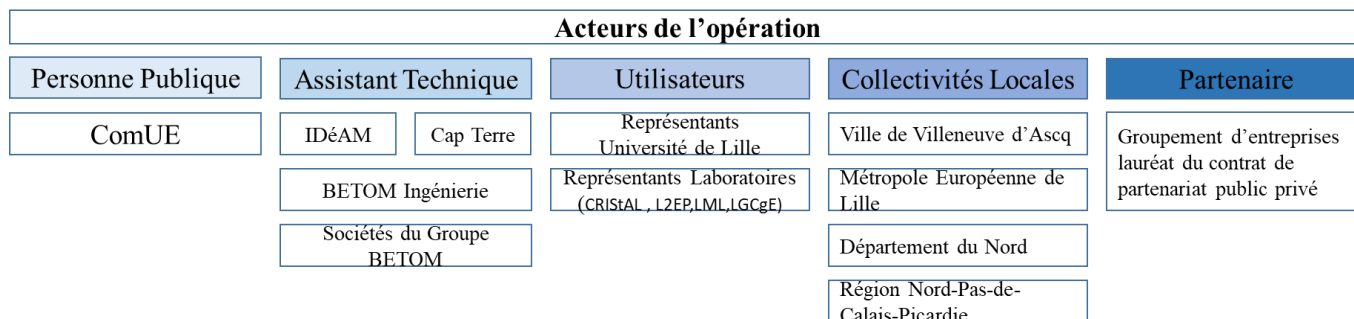 Acteurs de l’opération
Personne Publique
Assistant Technique
Utilisateurs
Collectivités Locales
Partenaire
ComUE
IDéAM
Cap Terre
BETOM Ingénierie
Sociétés du Groupe
BETOM
Représentants
Université de Lille
Représentants Laboratoires
(CRIStAL , L2EP,LML,LGCgE)
Ville de Villeneuve d’Ascq
Métropole Européenne de
Lille
Département du Nord
Région Nord-Pas-de-
Calais-Picardie
Groupement d’entreprises
lauréat du contrat de
partenariat public privé